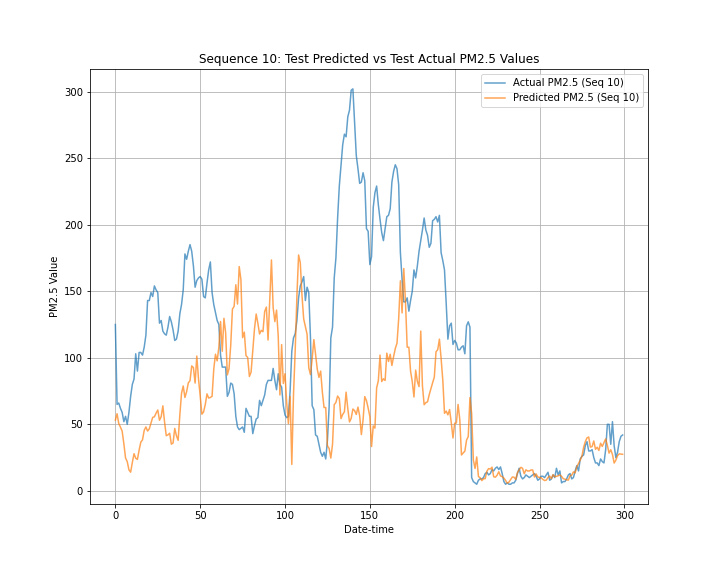 Sequence 10: Test Predicted vs Test Actual PM2.5 Values
Actual PM2.5 (Seq 10)
Predicted PM2.5 (Seq 10)
300
250
200
150
100
50
0
PM2.5 Value
0 50 100 150 200 250 300
Date-time